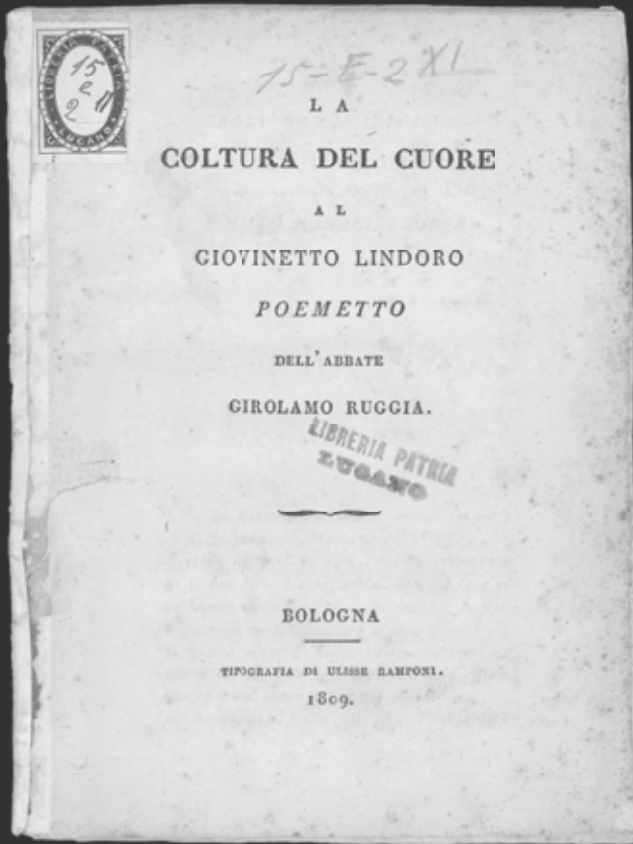 LIBRERIA PATRIA
15
e
2 11
LUGANO
15-E-2 XI
LA
COLTURA DEL CUORE
AL
GIOVINETTO LINDORO
POEMETTO
DELL'ABBATE
GIROLAMO RUGGIA.
LIBRERIA PATRIA
LUGANO
BOLOGNA
TIPOGRAFIA DI ULISSE RAMPONI.
1809.